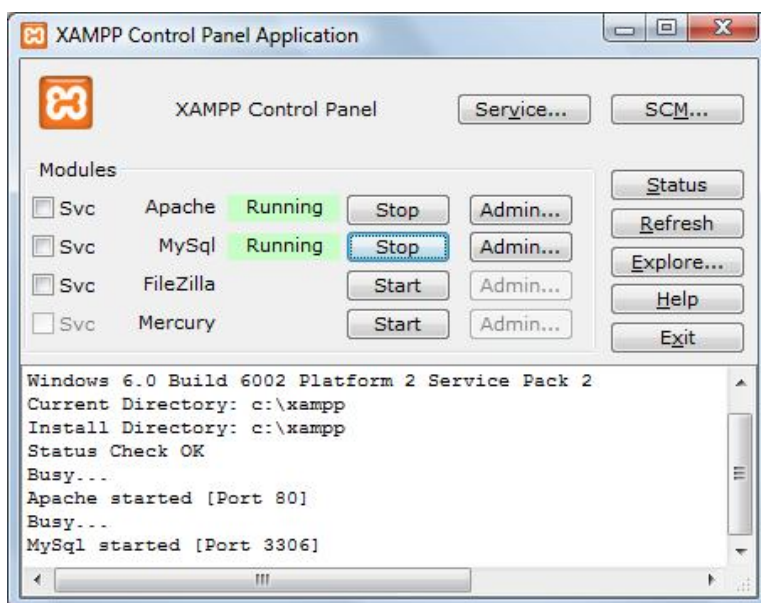 XAMPP Control Panel Application
XAMPP Control Panel Service... SCM...
Modules
Svc Apache Running Stop Admin...
Svc MySql Running Stop Admin...
Svc FileZilla Start Admin...
Svc Mercury Start Admin...
Status
Refresh
Explore...
Help
Exit
Windows 6.0 Build 6002 Platform 2 Service Pack 2
Current Directory: c:\xampp
Install Directory: c:\xampp
Status Check OK
Busy...
Apache started [Port 80]
Busy...
MySql started [Port 3306]